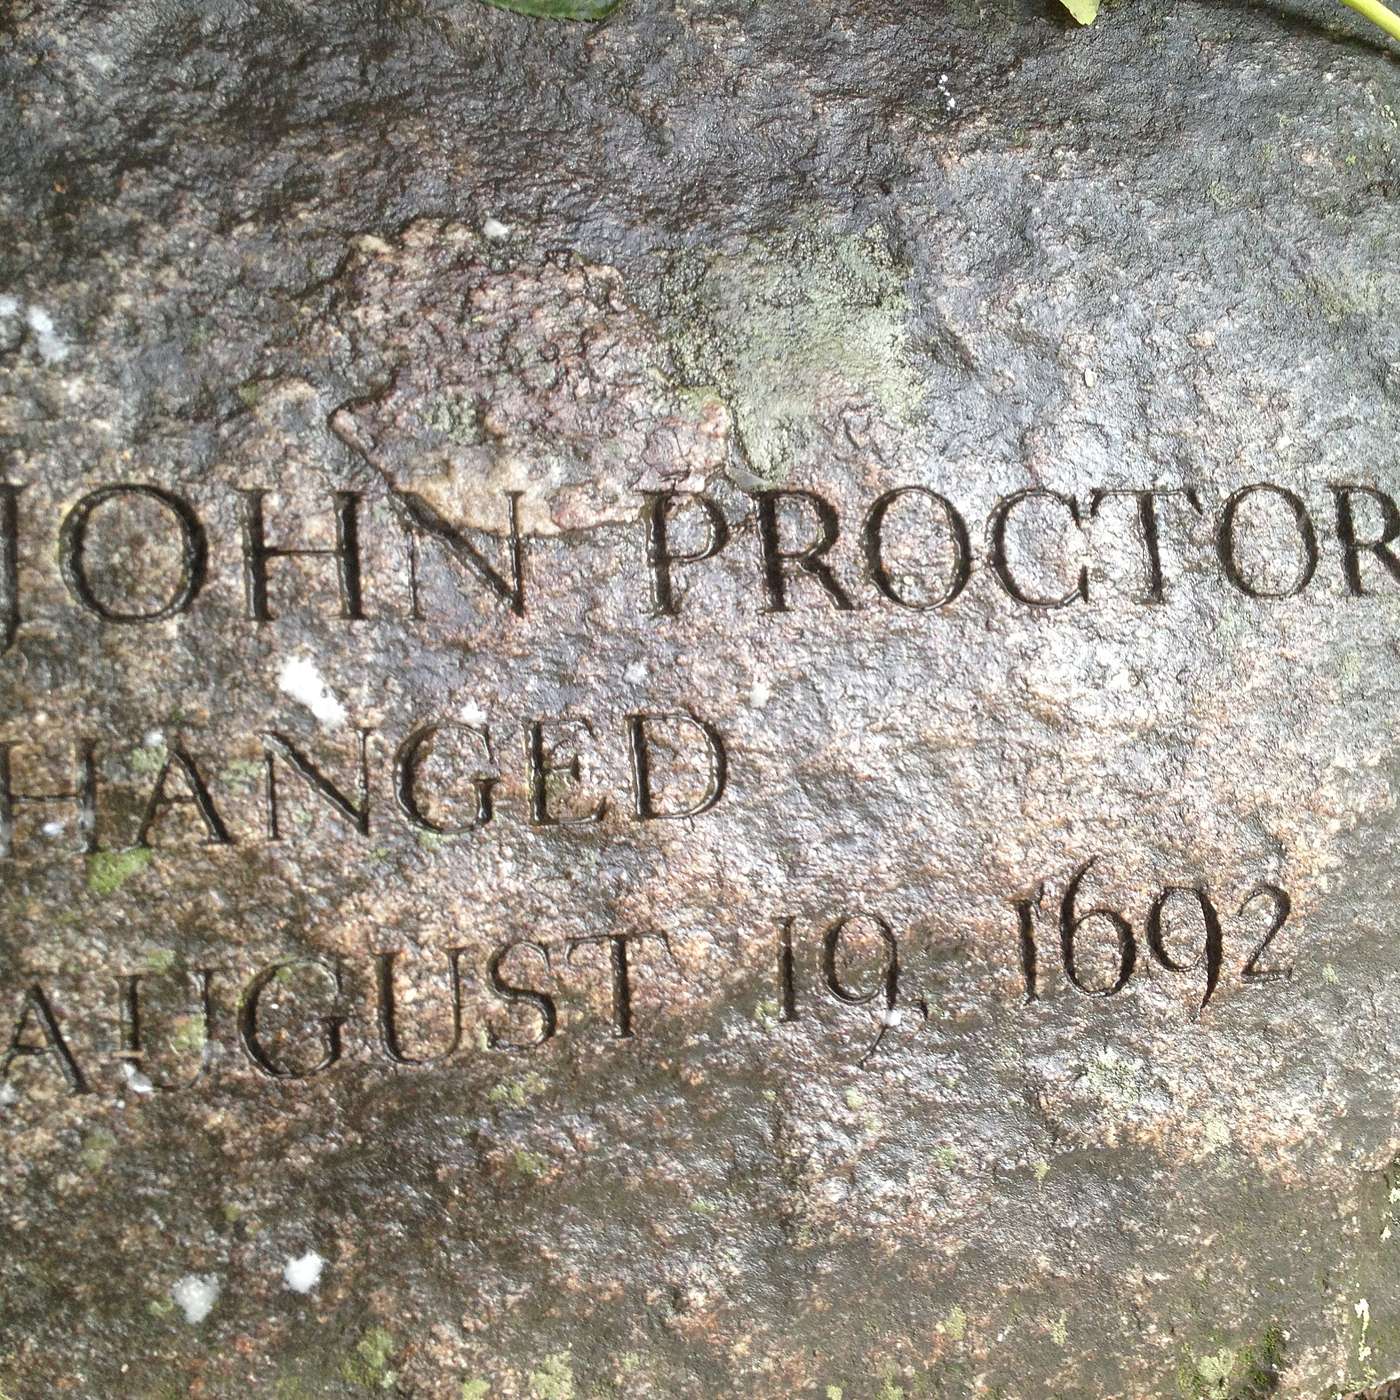 JOHN PROCTOR
HANGED
AUGUST 19, 1692